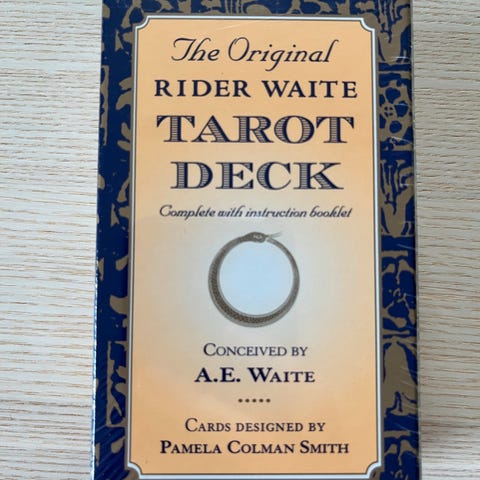 The Original
RIDER WAITE
TAROT
DECK
Complete with instruction booklet
CONCEIVED BY
A.E. WAITE
CARDS DESIGNED BY
PAMELA COLMAN SMITH